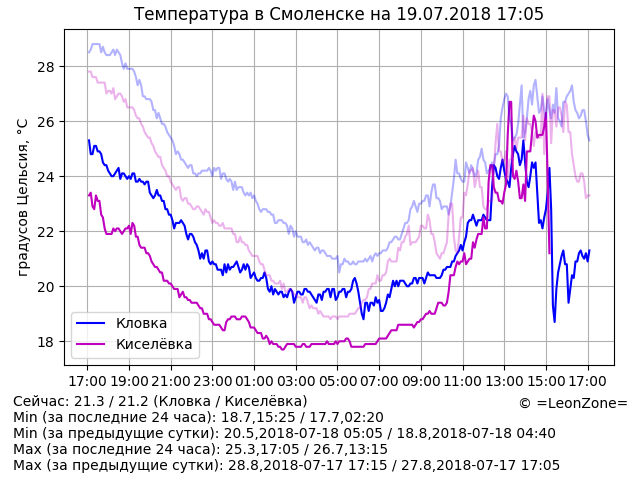 Температура в Смоленске на 19.07.2018 17:05
градусов Цельсия, °C
28
26
24
22
20
18
Кловка
Киселёвка
17:00 19:00 21:00 23:00 01:00 03:00 05:00 07:00 09:00 11:00 13:00 15:00 17:00
Сейчас: 21.3 / 21.2 (Кловка / Киселёвка)
© =LeonZone=
Min (за последние 24 часа): 18.7,15:25 / 17.7,02:20
Min (за предыдущие сутки): 20.5,2018-07-18 05:05 / 18.8,2018-07-18 04:40
Max (за последние 24 часа): 25.3,17:05 / 26.7,13:15
Max (за предыдущие сутки): 28.8,2018-07-17 17:15 / 27.8,2018-07-17 17:05